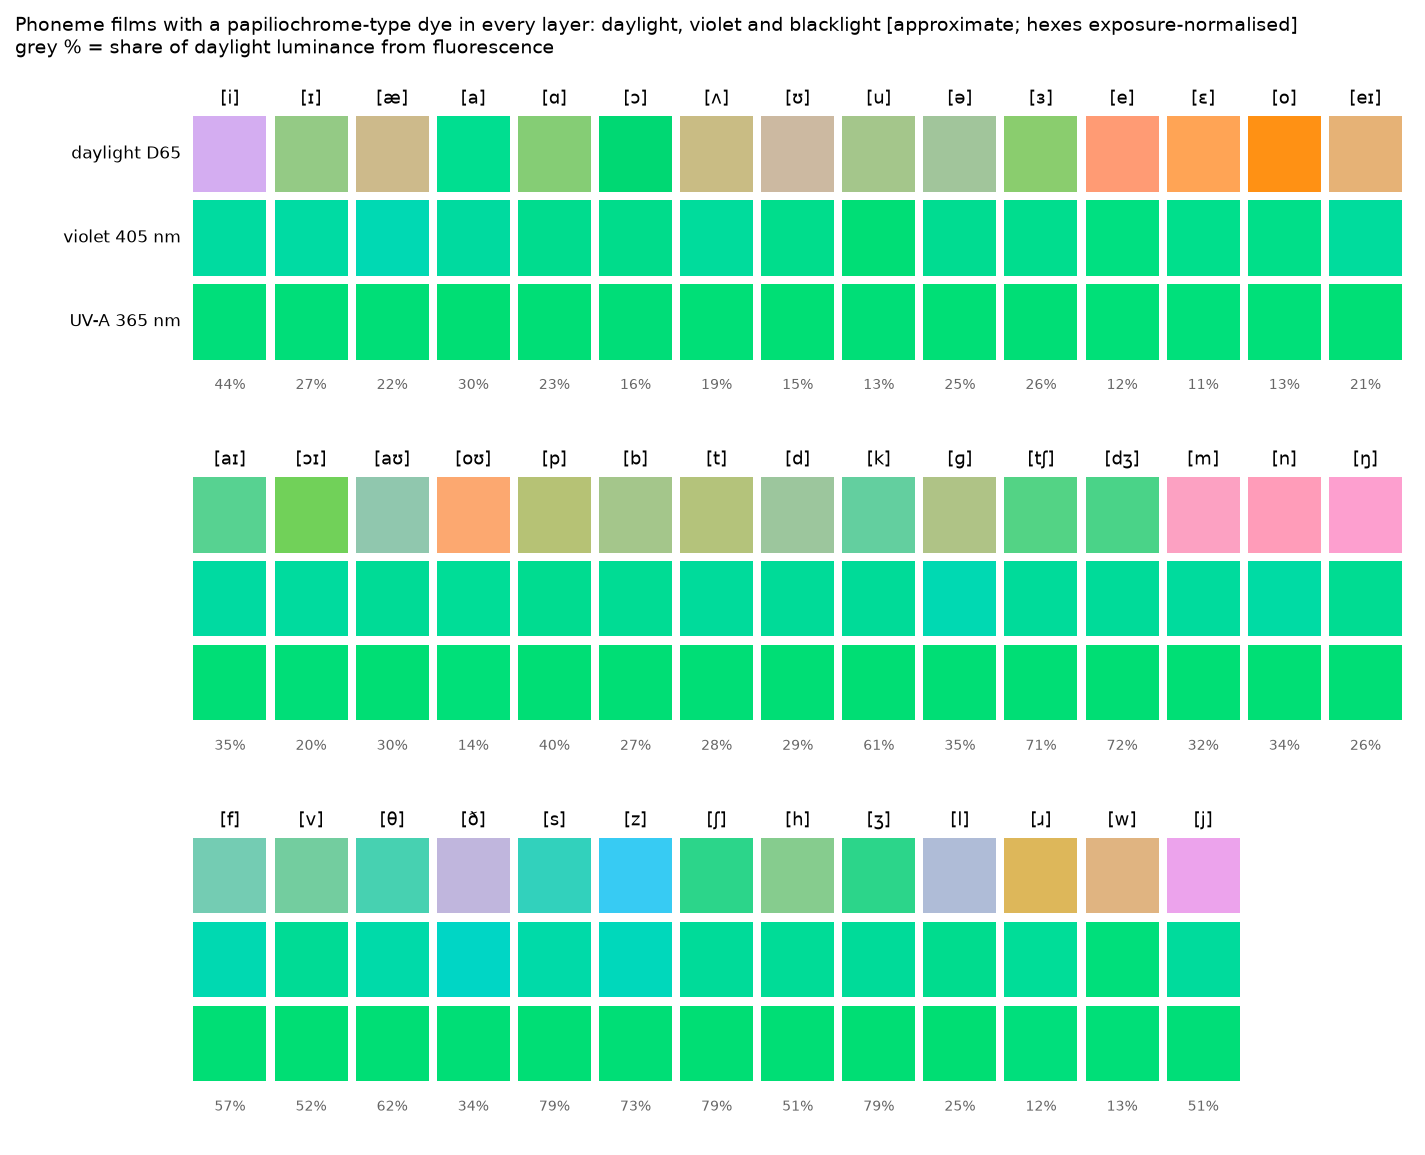 Phoneme films with a papiliochrome-type dye in every layer: daylight, violet and blacklight [approximate; hexes exposure-normalised]
grey % = share of daylight luminance from fluorescence
[i] [ɪ] [æ] [a] [ɑ] [ɔ] [ʌ] [ʊ] [u] [ə] [ɜ] [e] [ɛ] [o] [eɪ]
daylight D65
violet 405 nm
UV-A 365 nm
44% 27% 22% 30% 23% 16% 19% 15% 13% 25% 26% 12% 11% 13% 21%
[aɪ] [ɔɪ] [aʊ] [oʊ] [p] [b] [t] [d] [k] [ɡ] [tʃ] [dʒ] [m] [n] [ŋ]
35% 20% 30% 14% 40% 27% 28% 29% 61% 35% 71% 72% 32% 34% 26%
[f] [v] [θ] [ð] [s] [z] [ʃ] [h] [ʒ] [l] [ɹ] [w] [j]
57% 52% 62% 34% 79% 73% 79% 51% 79% 25% 12% 13% 51%